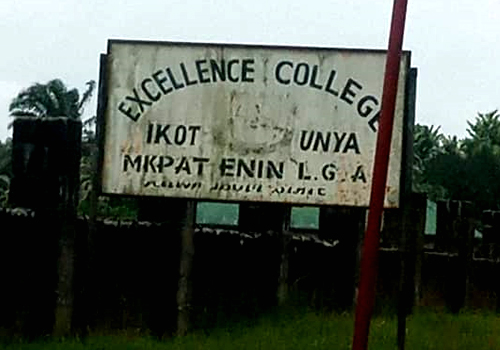 EXCELLENCE COLLEGE
IKOT UNYA
MKPAT ENIN L.G.A